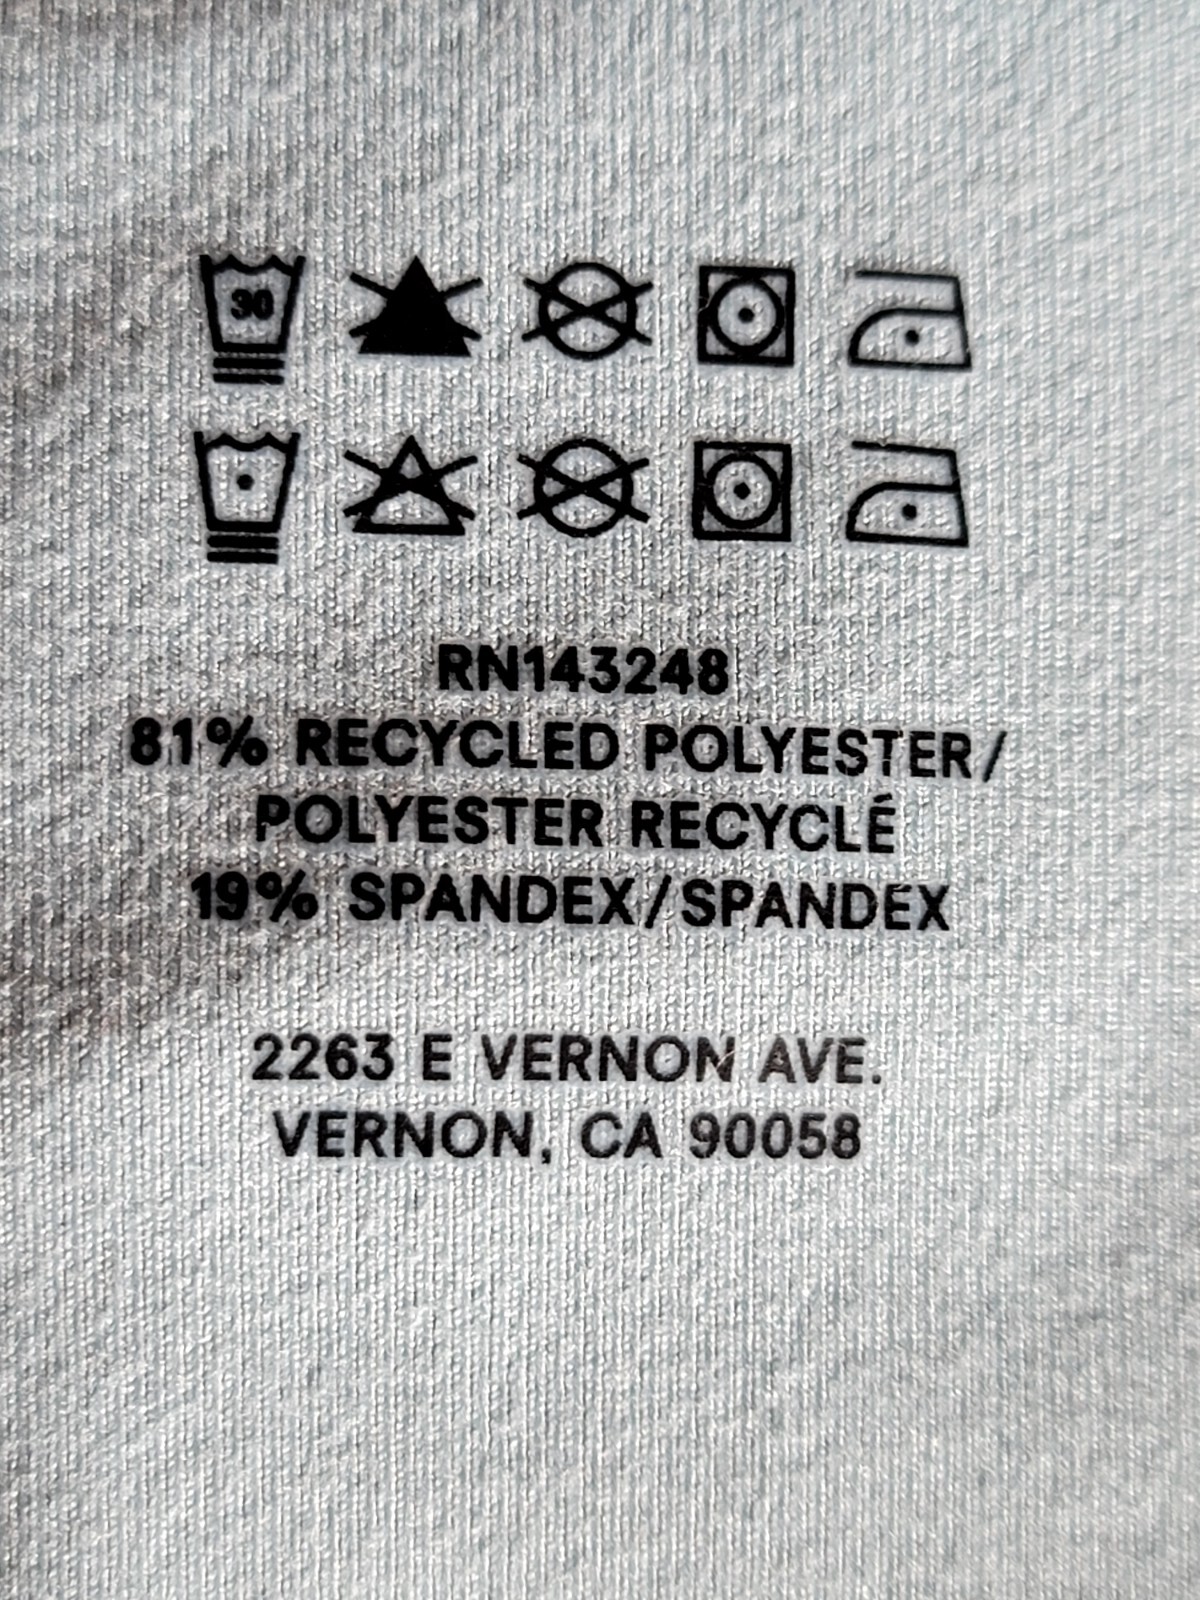 30
RN143248
81% RECYCLED POLYESTER/
POLYESTER RECYCLÉ
19% SPANDEX/SPANDEX
2263 E VERNON AVE.
VERNON, CA 90058